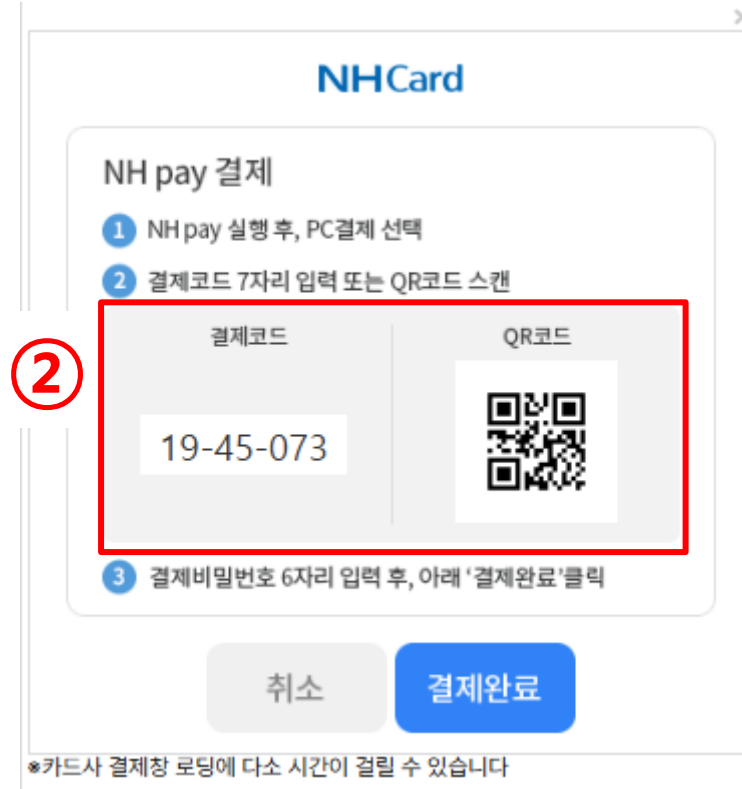 NHCard
NH pay 결제
1 NH pay 실행 후, PC결제 선택
2 결제코드 7자리 입력 또는 QR코드 스캔
②
결제코드
QR코드
19-45-073
3 결제비밀번호 6자리 입력 후, 아래 ‘결제완료’클릭
취소
결제완료
※카드사 결제창 로딩에 다소 시간이 걸릴 수 있습니다